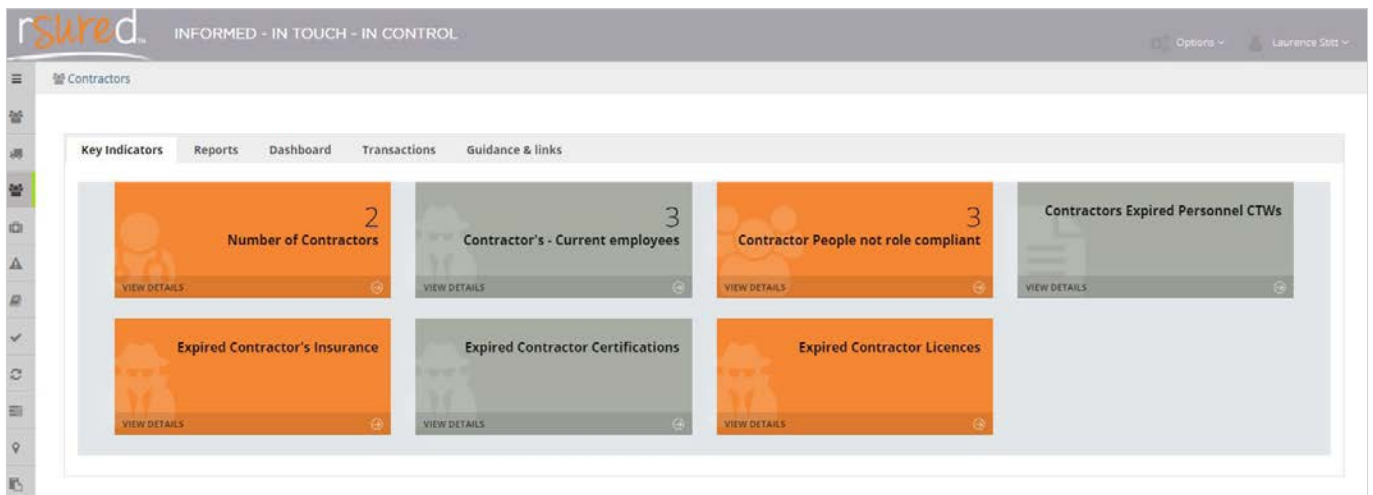 rsured™ INFORMED - IN TOUCH - IN CONTROL
Options
Laurence Stitt
Contractors
Key Indicators Reports Dashboard Transactions Guidance & links
2
Number of Contractors
VIEW DETAILS
3
Contractor's - Current employees
VIEW DETAILS
3
Contractor People not role compliant
VIEW DETAILS
Contractors Expired Personnel CTWs
VIEW DETAILS
Expired Contractor's Insurance
VIEW DETAILS
Expired Contractor Certifications
VIEW DETAILS
Expired Contractor Licences
VIEW DETAILS